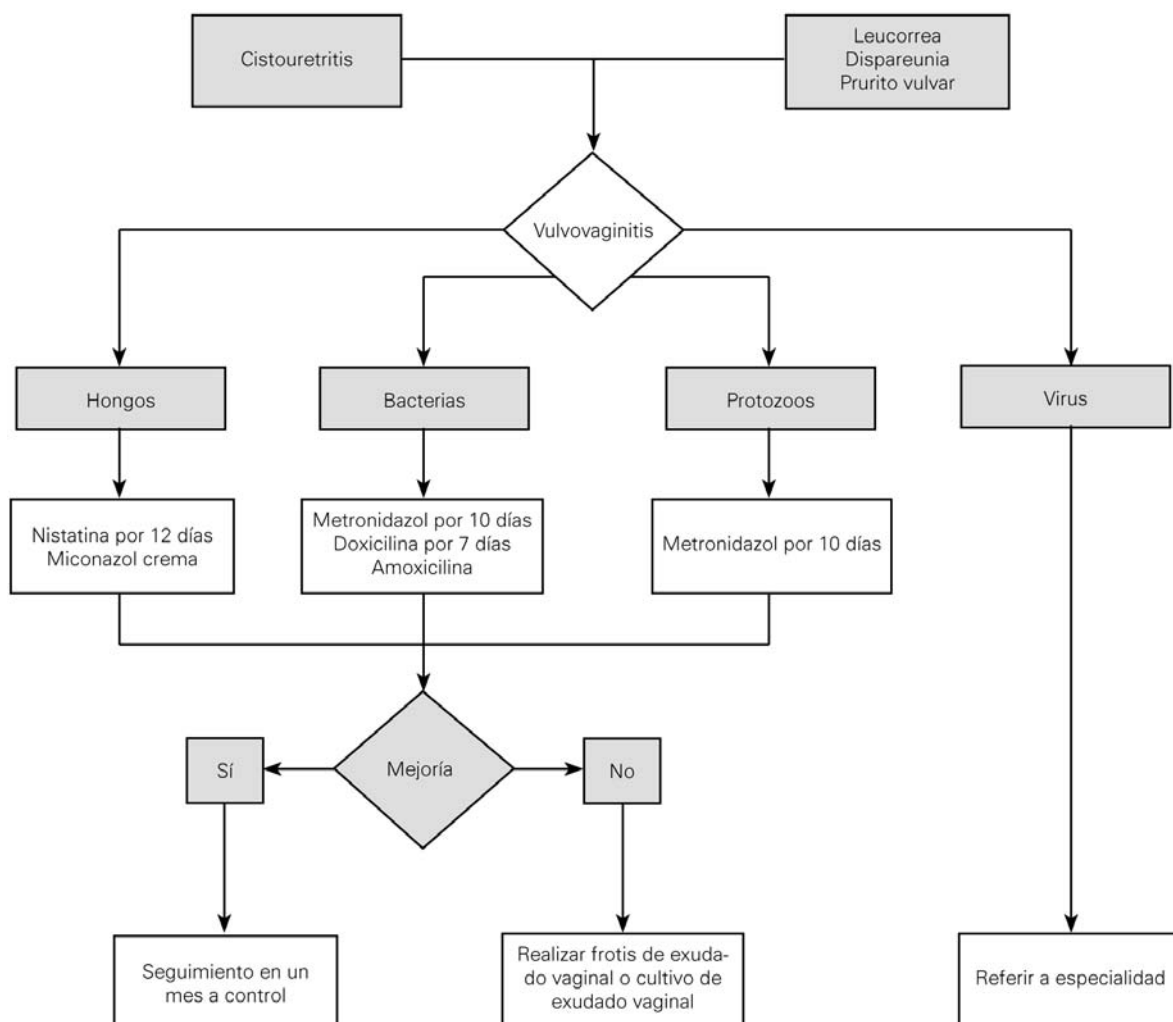 Cistouretritis
Leucorrea
Dispareunia
Prurito vulvar
Vulvovaginitis
Hongos
Bacterias
Protozoos
Virus
Nistatina por 12 días
Miconazol crema
Metronidazol por 10 días
Doxicilina por 7 días
Amoxicilina
Metronidazol por 10 días
Sí
Mejoría
No
Seguimiento en un
mes a control
Realizar frotis de exuda-
do vaginal o cultivo de
exudado vaginal
Referir a especialidad